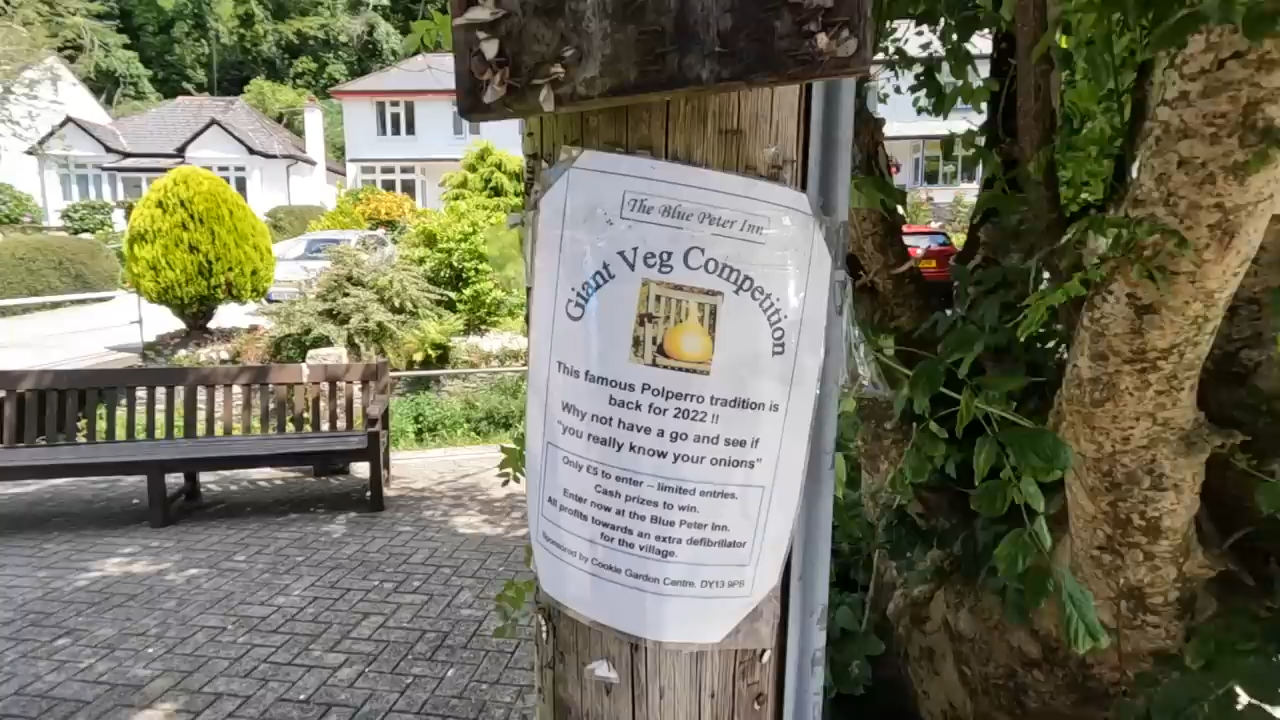 The Blue Peter Inn
Giant Veg Competition
This famous Polperro tradition is
back for 2022 !!
Why not have a go and see if
"you really know your onions"
Only £5 to enter – limited entries.
Cash prizes to win.
Enter now at the Blue Peter Inn.
All profits towards an extra defibrillator
for the village.
Sponsored by Cookie Garden Centre. DY13 9PB